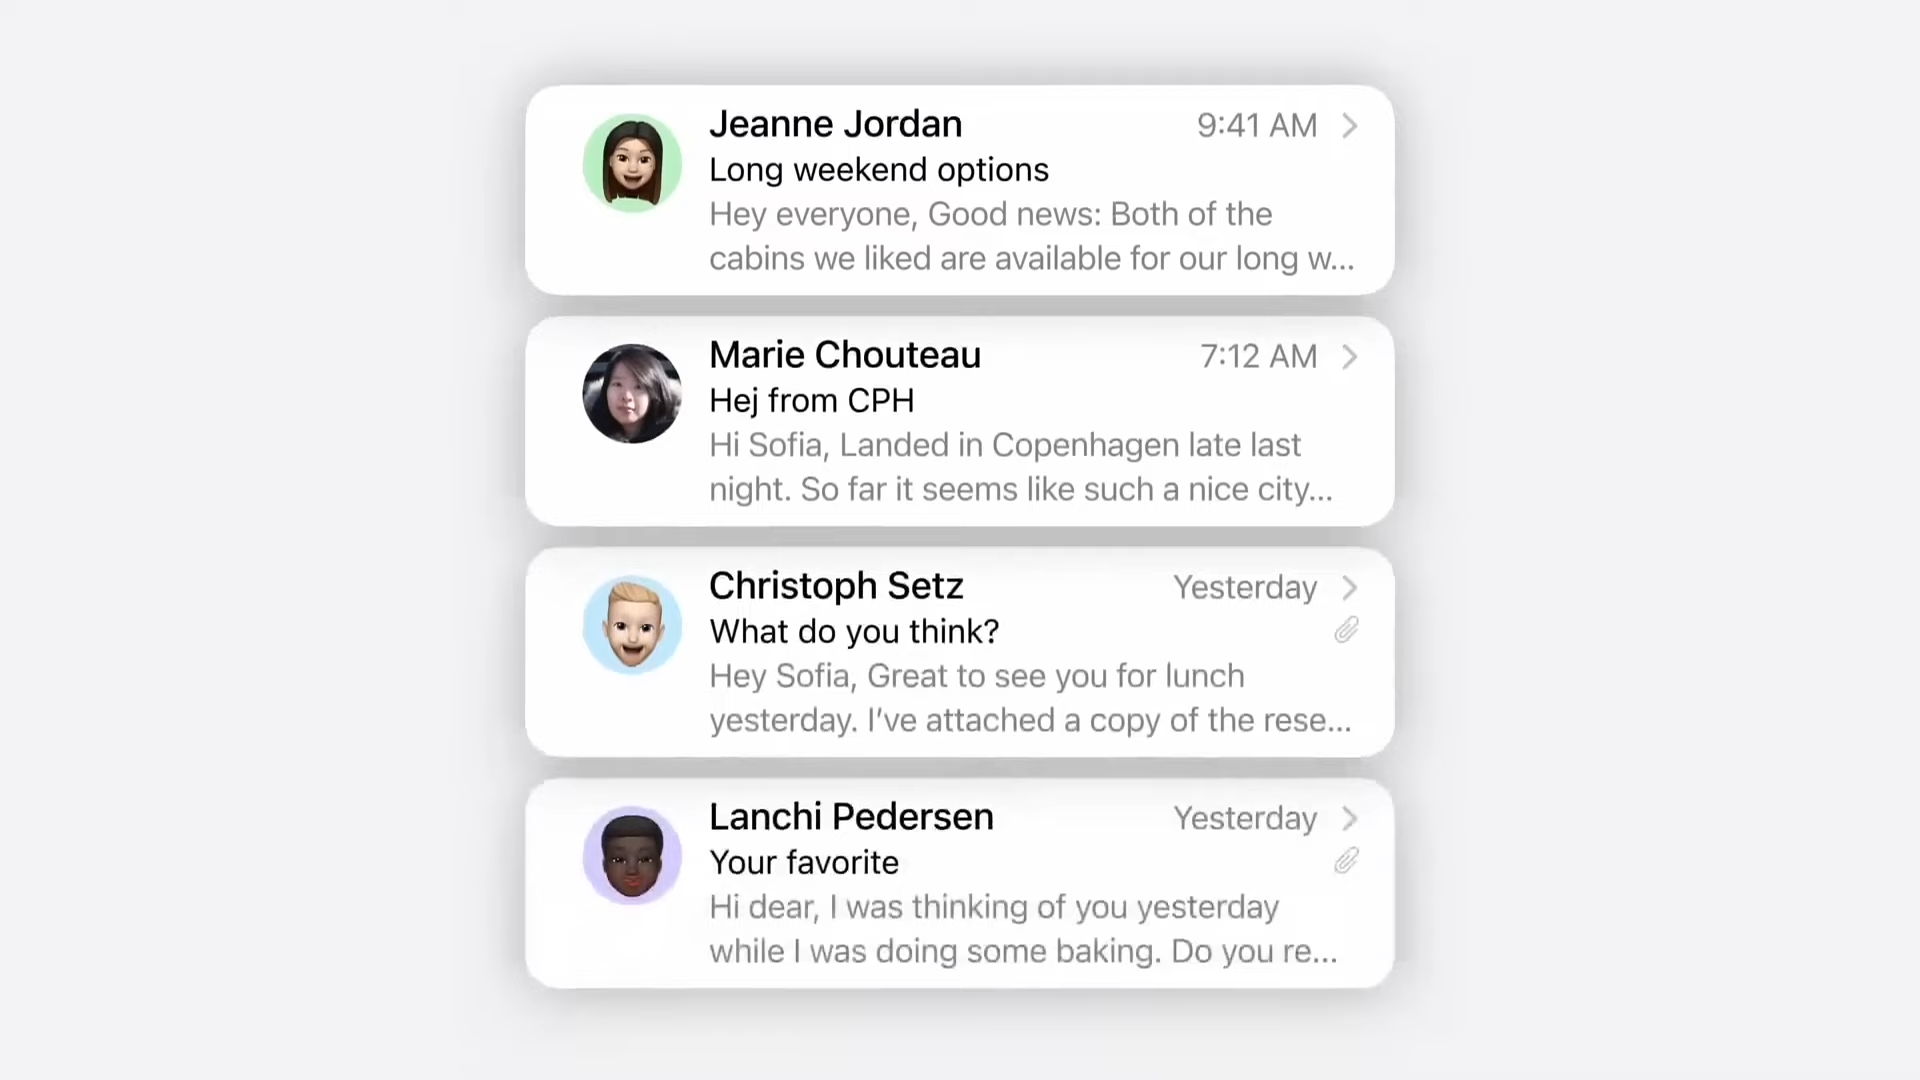 Jeanne Jordan 9:41 AM
Long weekend options
Hey everyone, Good news: Both of the
cabins we liked are available for our long w...
Marie Chouteau 7:12 AM
Hej from CPH
Hi Sofia, Landed in Copenhagen late last
night. So far it seems like such a nice city...
Christoph Setz Yesterday
What do you think?
Hey Sofia, Great to see you for lunch
yesterday. I’ve attached a copy of the rese...
Lanchi Pedersen Yesterday
Your favorite
Hi dear, I was thinking of you yesterday
while I was doing some baking. Do you re...